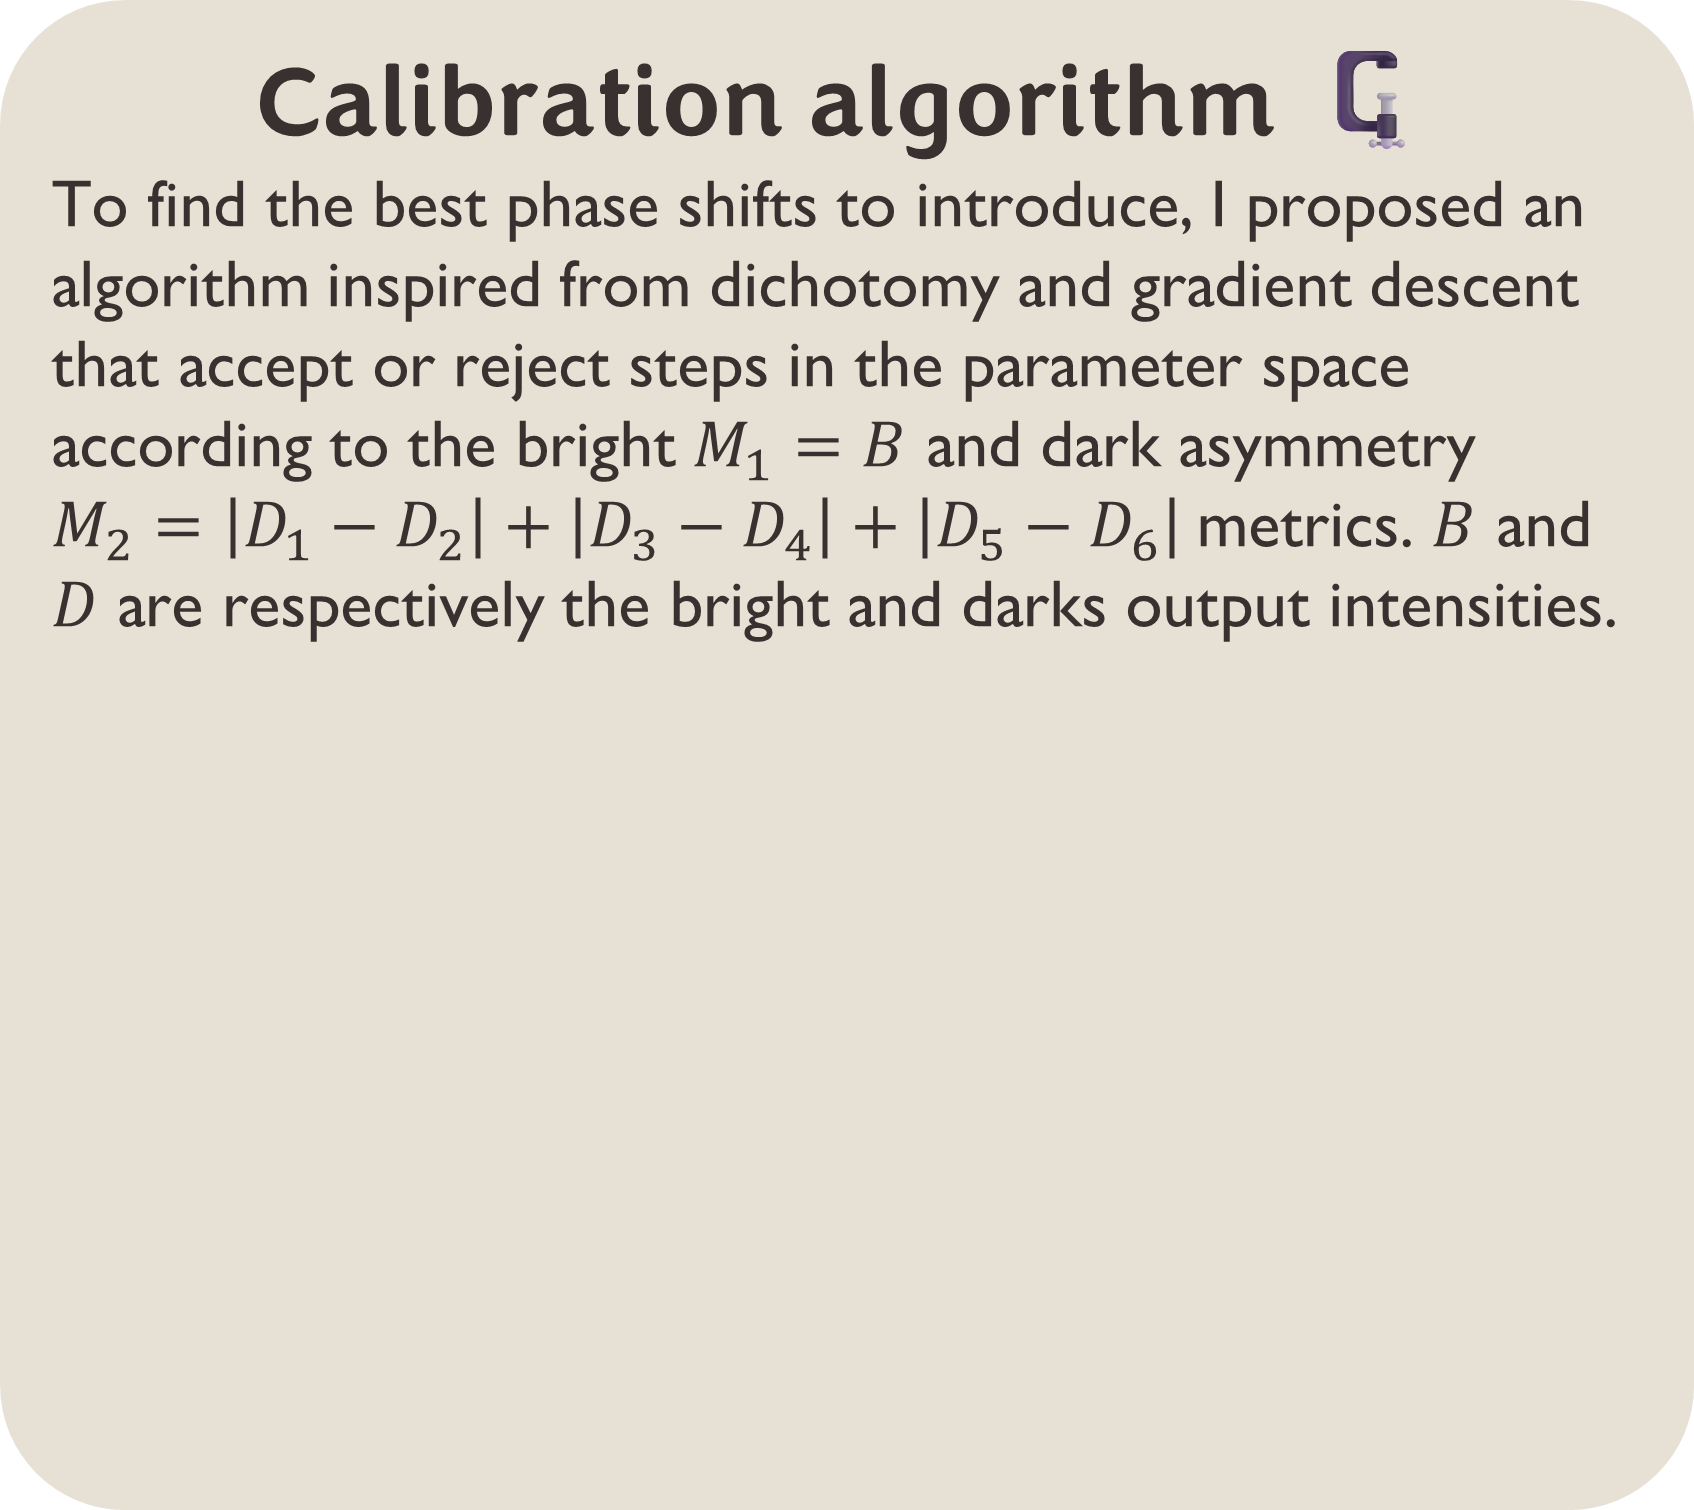 Calibration algorithm
To find the best phase shifts to introduce, I proposed an
algorithm inspired from dichotomy and gradient descent
that accept or reject steps in the parameter space
according to the bright M₁ = B and dark asymmetry
M₂ = |D₁ − D₂| + |D₃ − D₄| + |D₅ − D₆| metrics. B and
D are respectively the bright and darks output intensities.